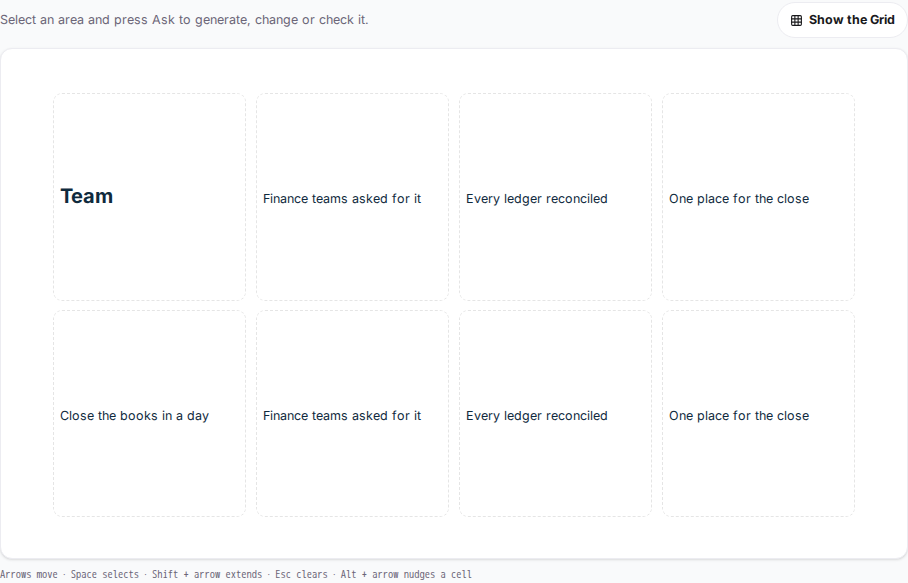 Select an area and press Ask to generate, change or check it.
Show the Grid
Team
Finance teams asked for it
Every ledger reconciled
One place for the close
Close the books in a day
Finance teams asked for it
Every ledger reconciled
One place for the close
Arrows move · Space selects · Shift + arrow extends · Esc clears · Alt + arrow nudges a cell